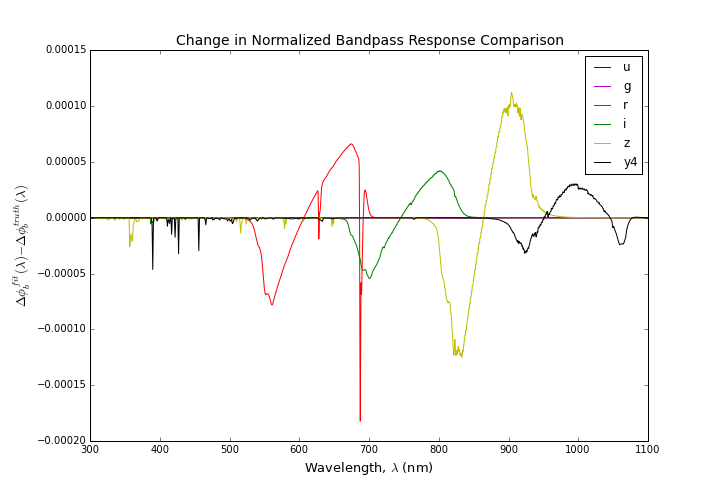 Change in Normalized Bandpass Response Comparison
0.00015
0.00010
0.00005
0.00000
−0.00005
−0.00010
−0.00015
−0.00020
Δϕ_b^{fit}(λ)−Δϕ_b^{truth}(λ)
u
g
r
i
z
y4
300 400 500 600 700 800 900 1000 1100
Wavelength, λ (nm)